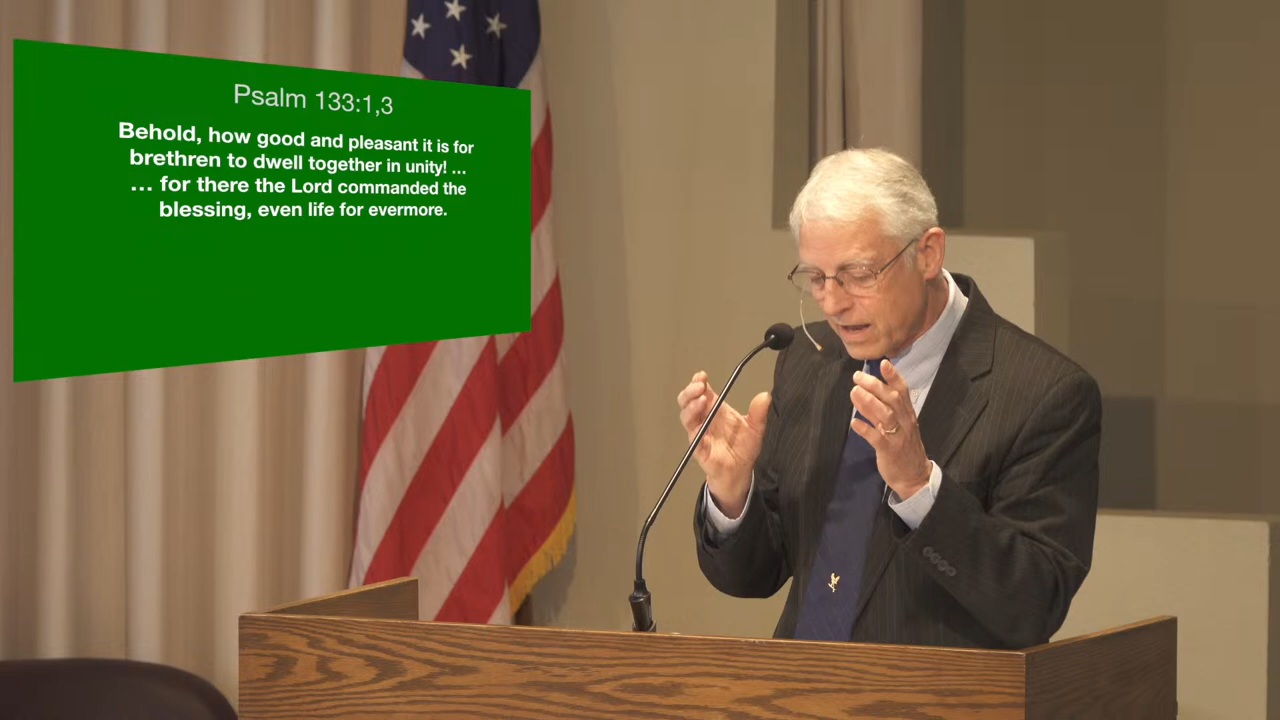 Psalm 133:1,3
Behold, how good and pleasant it is for
brethren to dwell together in unity! ...
... for there the Lord commanded the
blessing, even life for evermore.